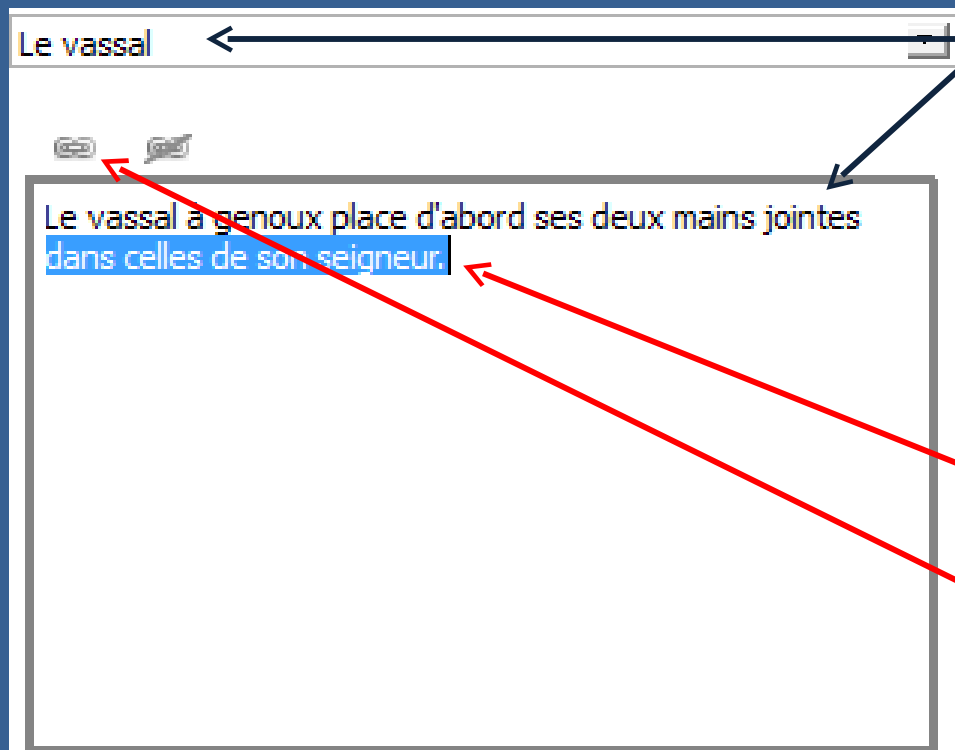 Le vassal
Le vassal à genoux place d'abord ses deux mains jointes
dans celles de son seigneur.